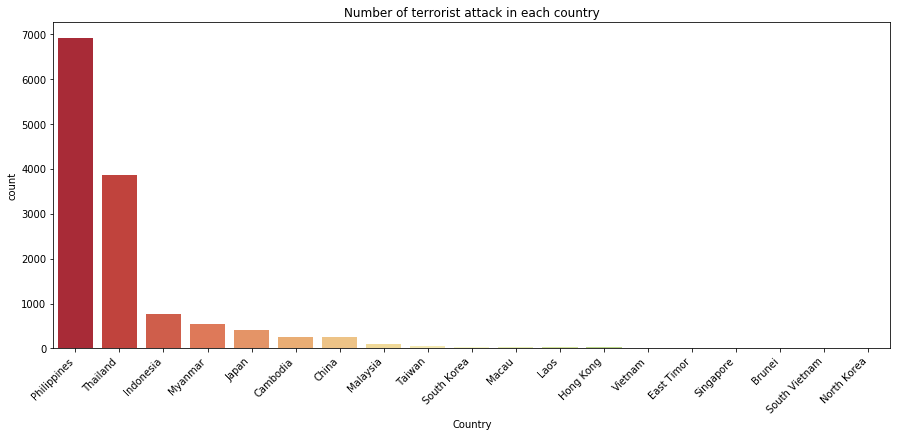 Number of terrorist attack in each country
7000
6000
5000
4000
3000
2000
1000
0
count
Philippines
Thailand
Indonesia
Myanmar
Japan
Cambodia
China
Malaysia
Taiwan
South Korea
Macau
Laos
Hong Kong
Vietnam
East Timor
Singapore
Brunei
South Vietnam
North Korea
Country